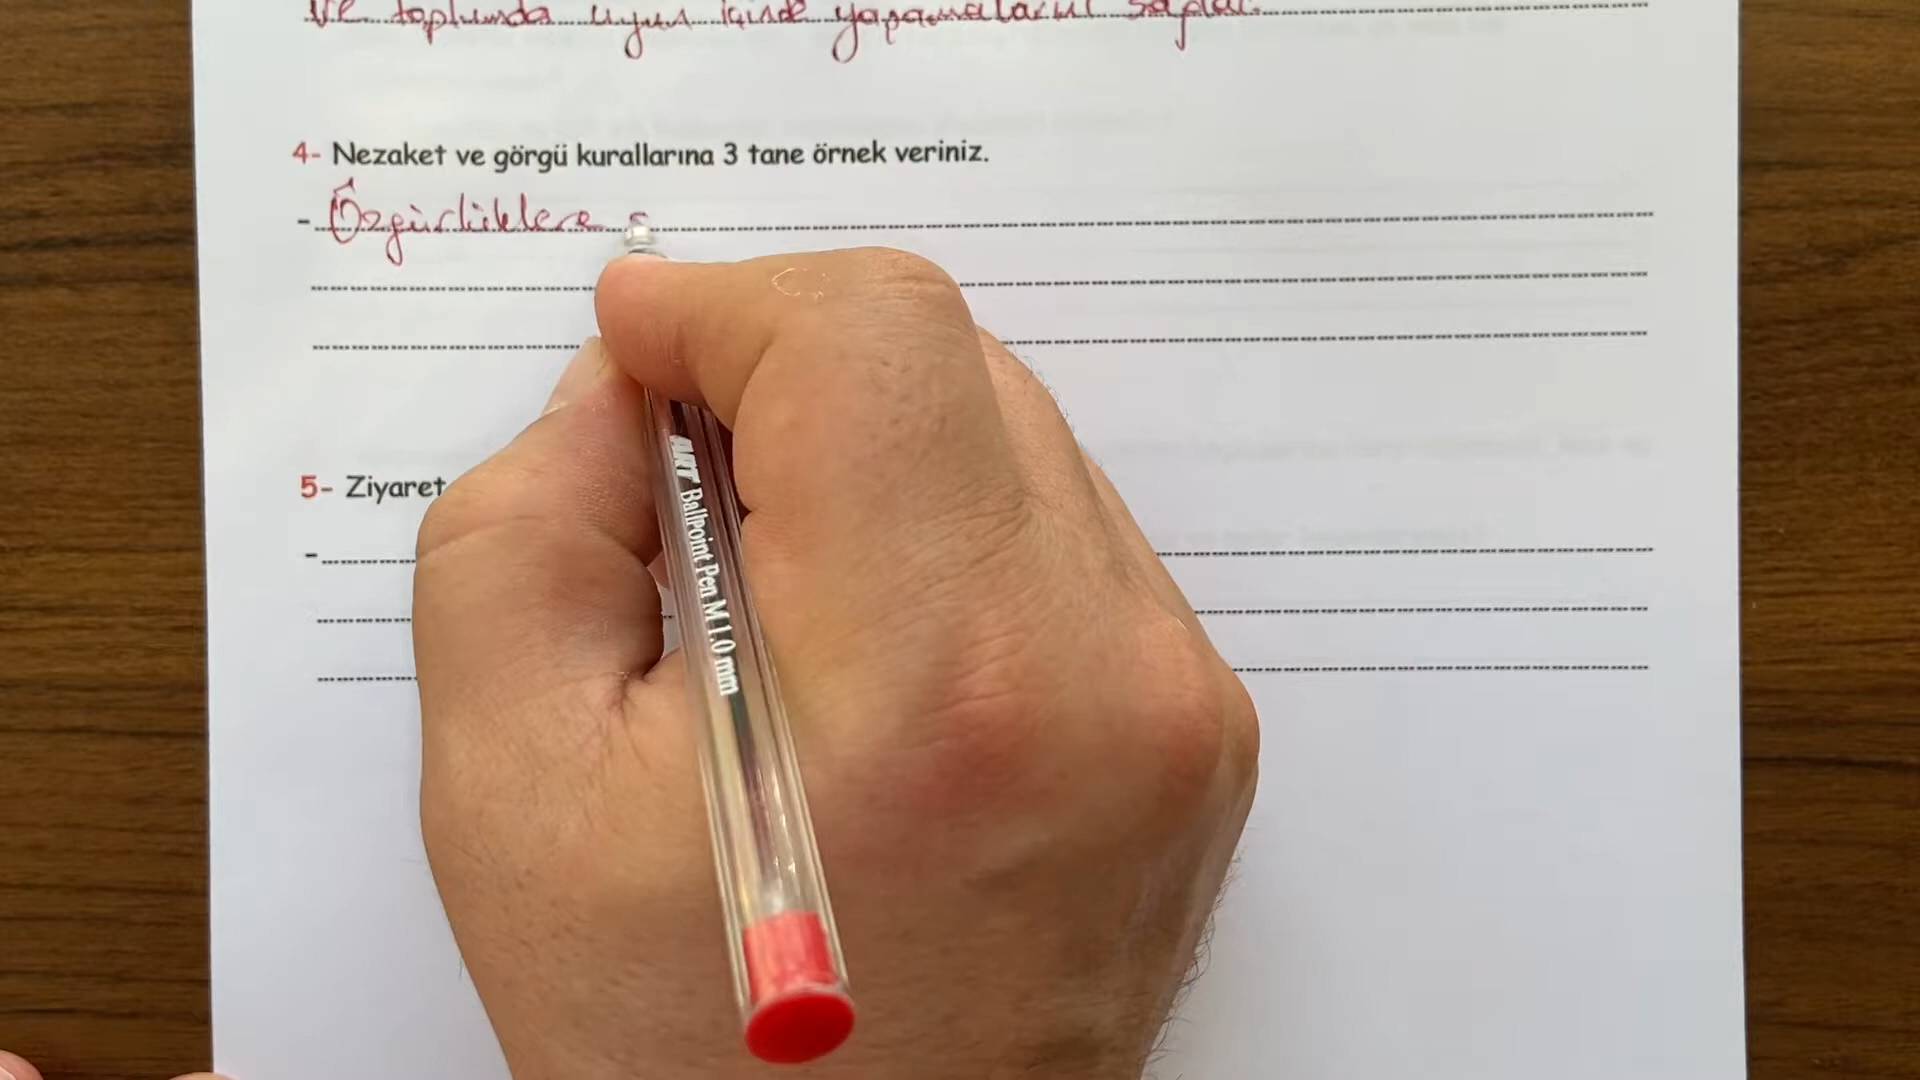 ve toplumda uyum içinde yaşamalarını sağlar.
4- Nezaket ve görgü kurallarına 3 tane örnek veriniz.
- Özgürlüklere s
5- Ziyaret
-
ART BallPoint Pen M 1.0 mm